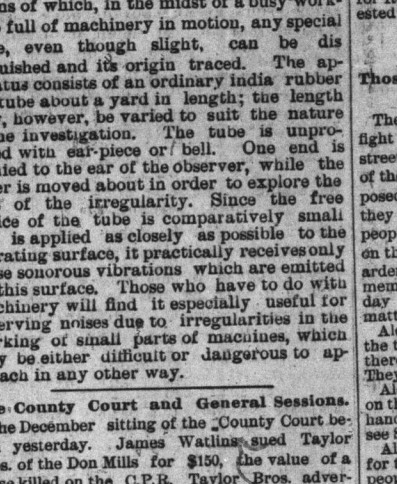 ns of which, in the midst of a busy work-
full of machinery in motion, any special
e, even though slight, can be dis
uished and its origin traced. The ap-
atus consists of an ordinary india rubber
tube about a yard in length; the length
, however, be varied to suit the nature
he investigation. The tube is unpro-
d with ear-piece or bell. One end is
lied to the ear of the observer, while the
er is moved about in order to explore the
of the irregularity. Since the free
ice of the tube is comparatively small
is applied as closely as possible to the
rating surface, it practically receives only
se sonorous vibrations which are emitted
this surface. Those who have to do with
chinery will find it especially useful for
erving noises due to irregularities in the
rking of small parts of machines, which
y be either difficult or dangerous to ap-
ach in any other way.
e County Court and General Sessions.
he December sitting of the County Court be-
yesterday. James Watlins sued Taylor
s. of the Don Mills for $150, the value of a
se killed on the C.P.R. Taylor Bros. adver-
ested
Thos
The
fight
stree
of the
posed
they
peop
on th
arden
mem
day
matt
Al
the t
there
They
Al
on th
hand
see
Al
for t
peop